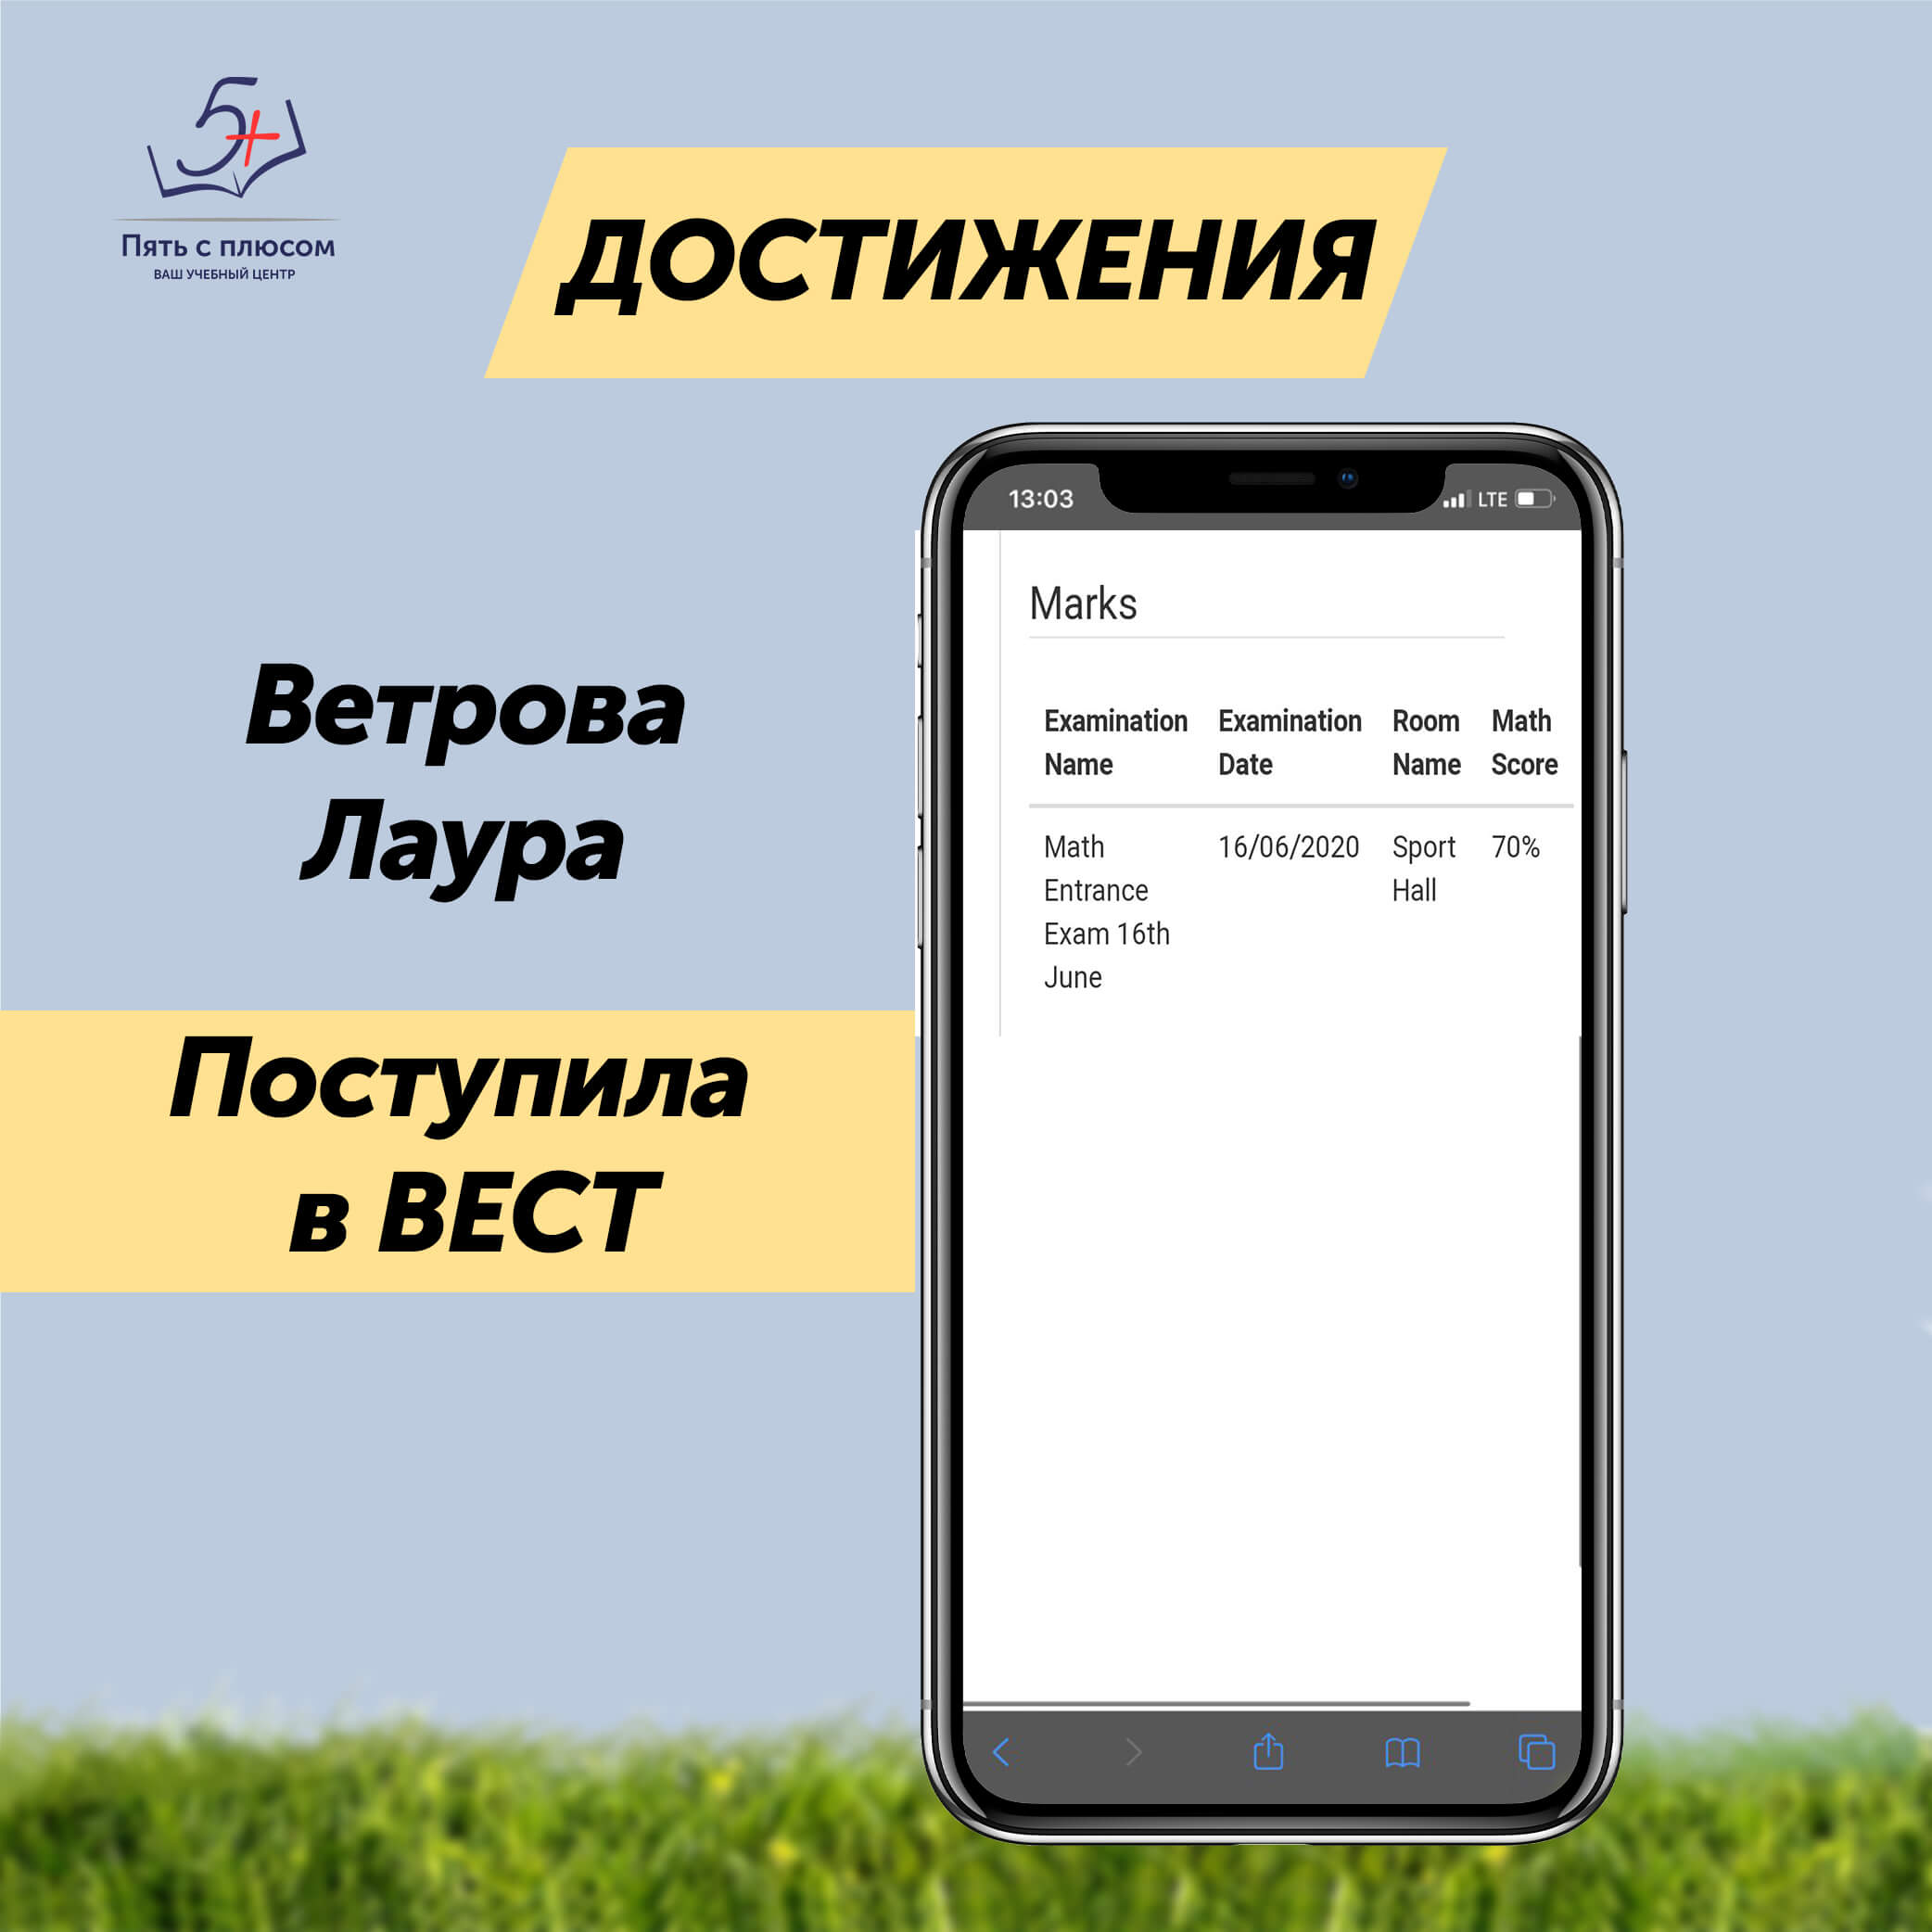 5+
Пять с плюсом
ВАШ УЧЕБНЫЙ ЦЕНТР
ДОСТИЖЕНИЯ
Ветрова
Лаура
Поступила
в ВЕСТ
13:03 LTE
Marks
Examination Examination Room Math
Name Date Name Score
Math 16/06/2020 Sport 70%
Entrance Hall
Exam 16th
June